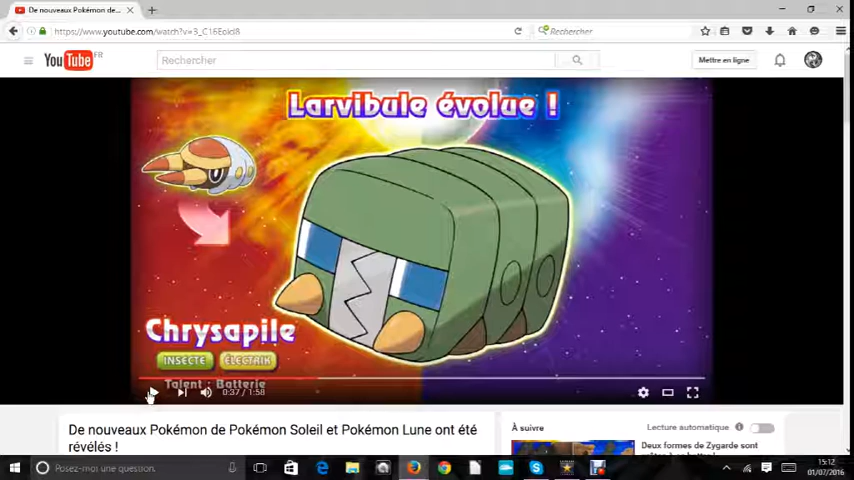 De nouveaux Pokémon de...
https://www.youtube.com/watch?v=3_C16EoicI8
Rechercher
YouTube FR
Rechercher
Mettre en ligne
Larvibule évolue !
Chrysapile
INSECTE ÉLECTRIK
Talent : Batterie
0:37 / 1:58
De nouveaux Pokémon de Pokémon Soleil et Pokémon Lune ont été
révélés !
À suivre
Lecture automatique
Deux formes de Zygarde sont
Posez-moi une question.
15:12
01/07/2016